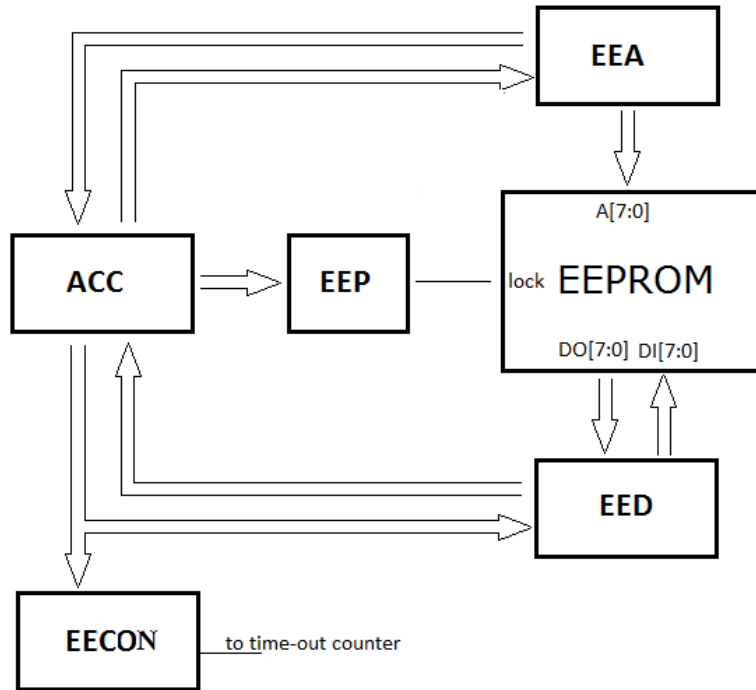 EEA
A[7:0]
ACC
EEP
lock
EEPROM
DO[7:0]
DI[7:0]
EED
EECON
to time-out counter